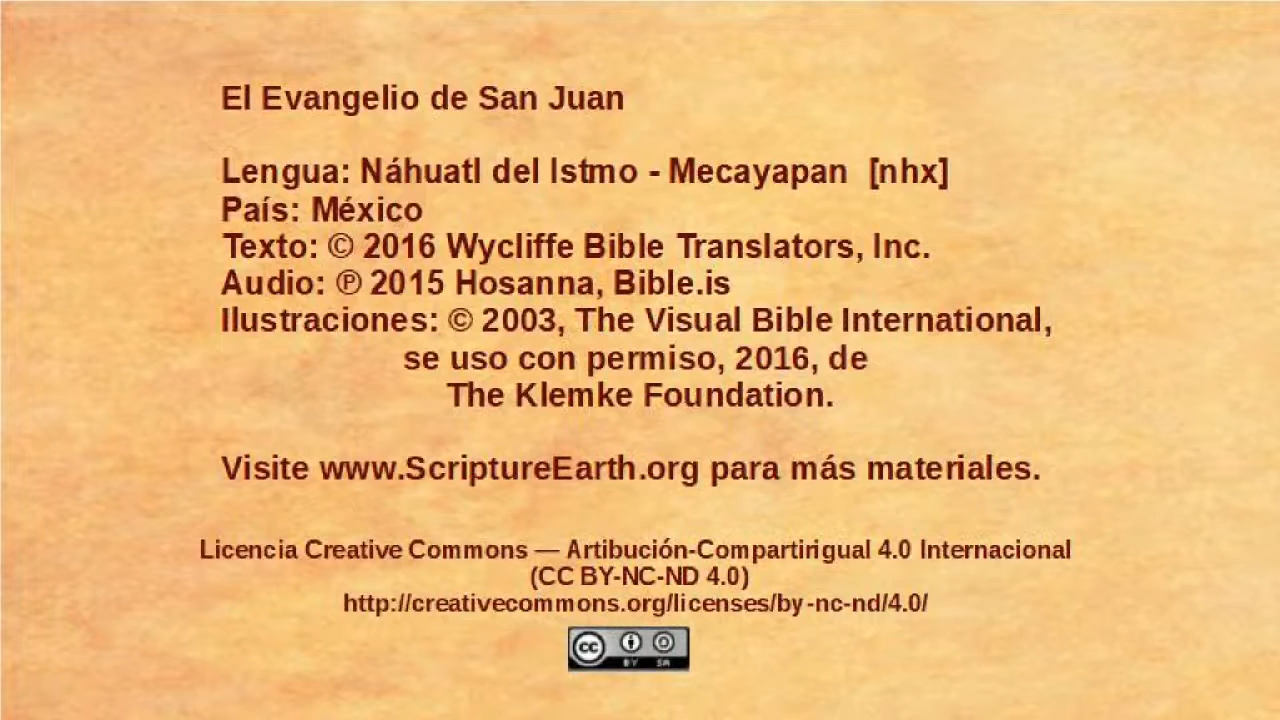 El Evangelio de San Juan
Lengua: Náhuatl del Istmo - Mecayapan [nhx]
País: México
Texto: © 2016 Wycliffe Bible Translators, Inc.
Audio: ℗ 2015 Hosanna, Bible.is
Ilustraciones: © 2003, The Visual Bible International,
se uso con permiso, 2016, de
The Klemke Foundation.
Visite www.ScriptureEarth.org para más materiales.
Licencia Creative Commons — Artibución-Compartirigual 4.0 Internacional
(CC BY-NC-ND 4.0)
http://creativecommons.org/licenses/by-nc-nd/4.0/
cc BY SA